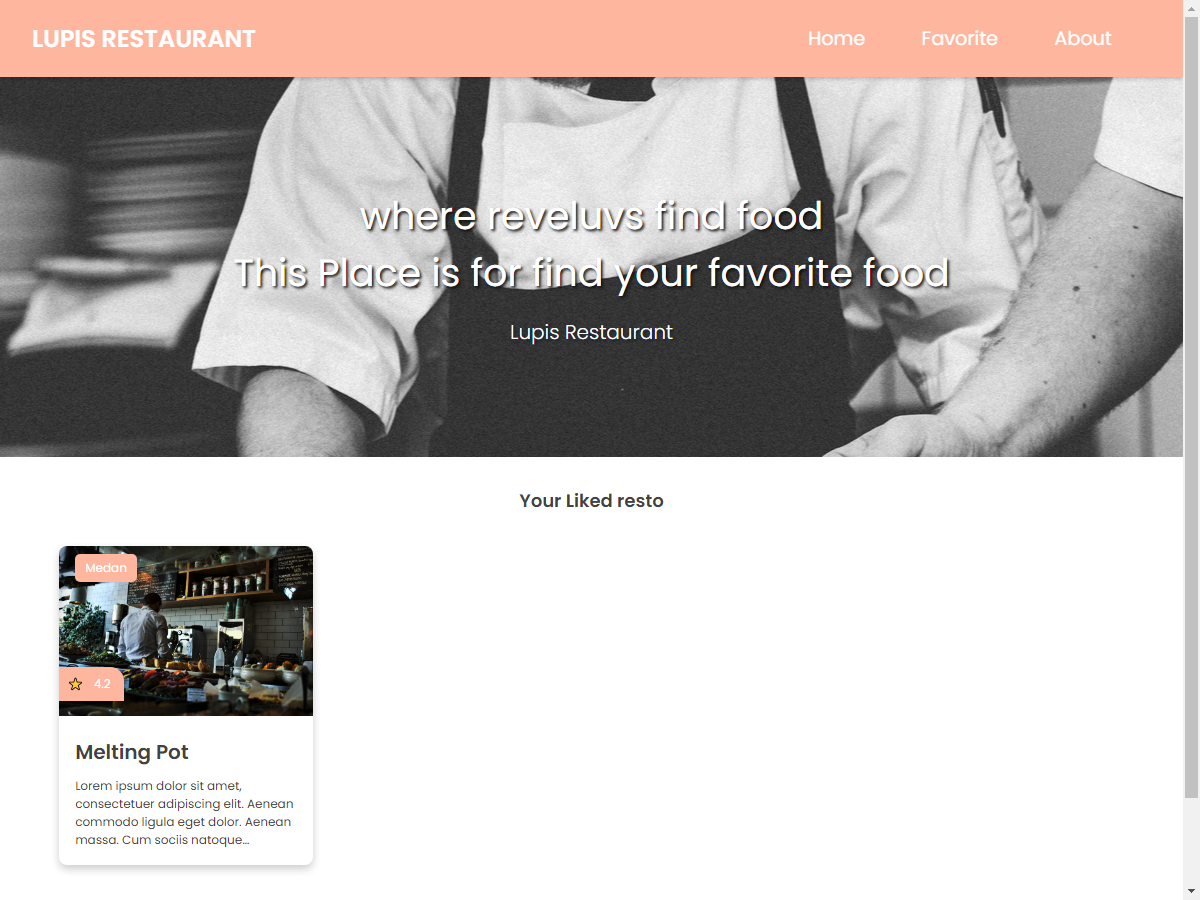 LUPIS RESTAURANT
Home Favorite About
where reveluvs find food
This Place is for find your favorite food
Lupis Restaurant
Your Liked resto
Medan
4.2
Melting Pot
Lorem ipsum dolor sit amet,
consectetuer adipiscing elit. Aenean
commodo ligula eget dolor. Aenean
massa. Cum sociis natoque...